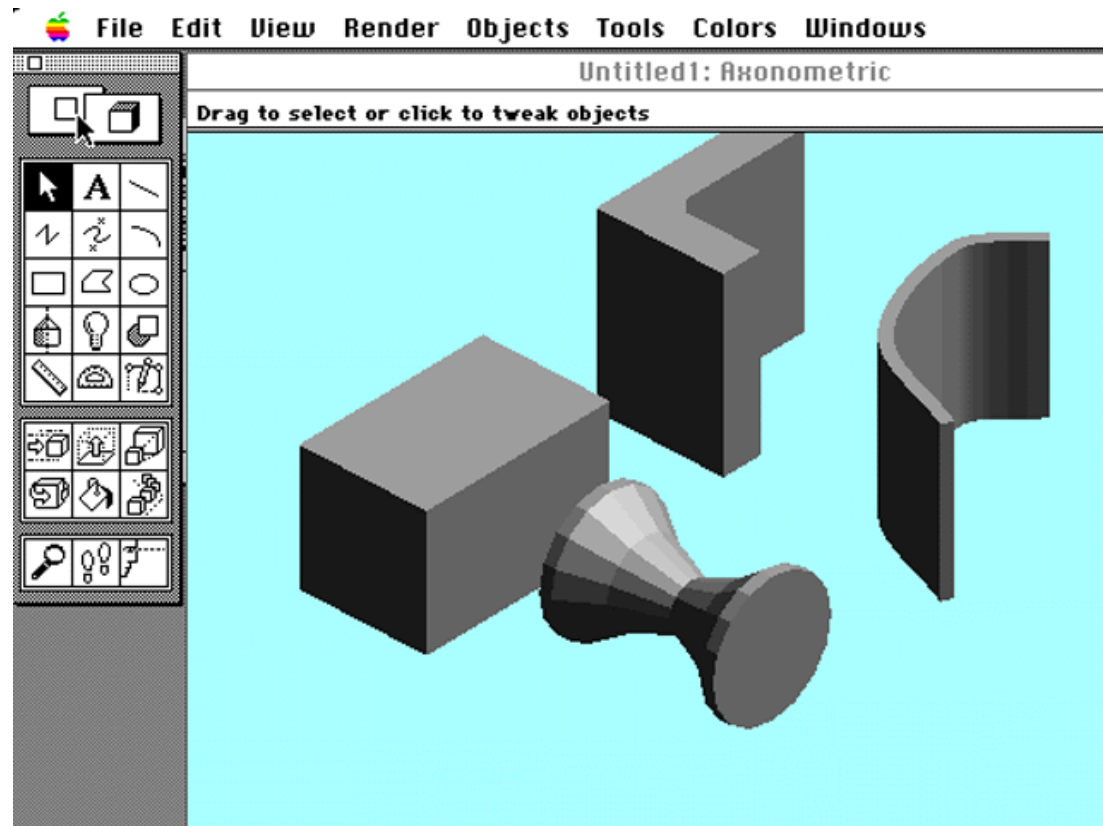 File Edit View Render Objects Tools Colors Windows
Untitled1: Axonometric
Drag to select or click to tweak objects
A